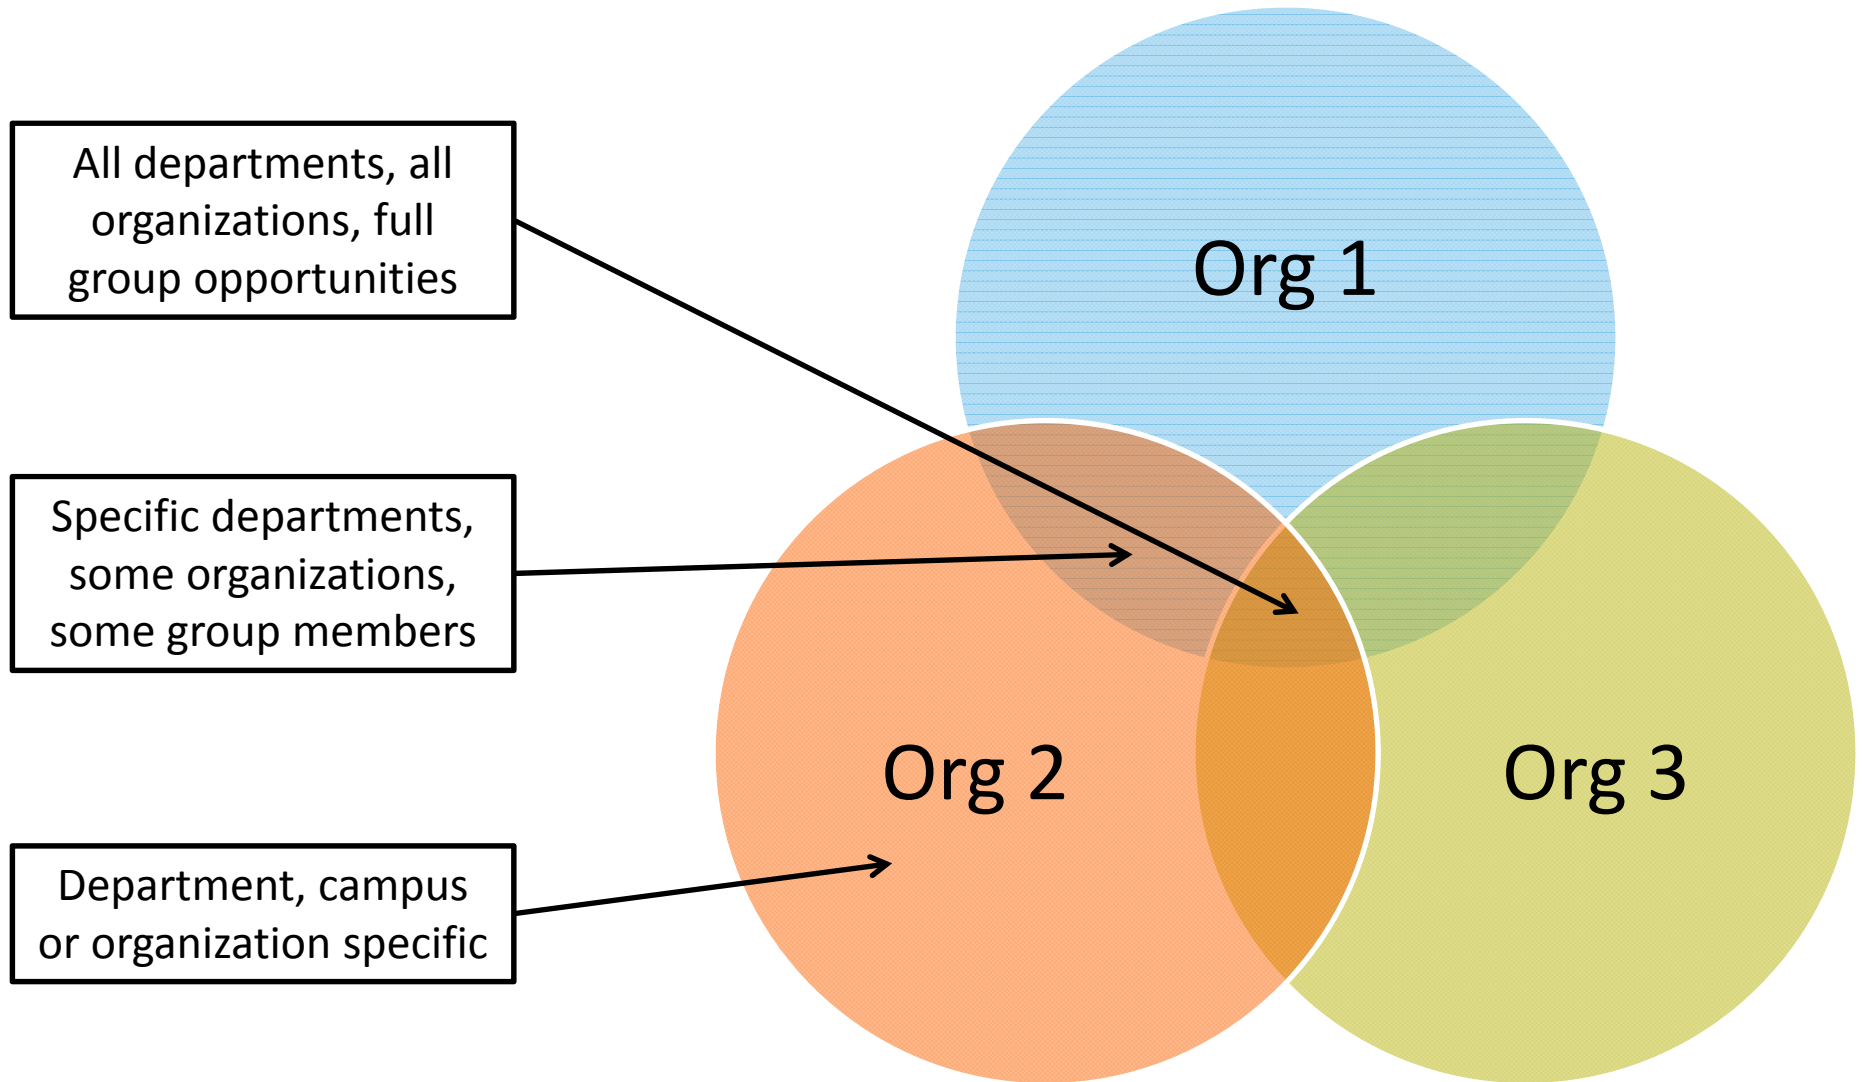 All departments, all
organizations, full
group opportunities
Specific departments,
some organizations,
some group members
Department, campus
or organization specific
Org 1
Org 2
Org 3